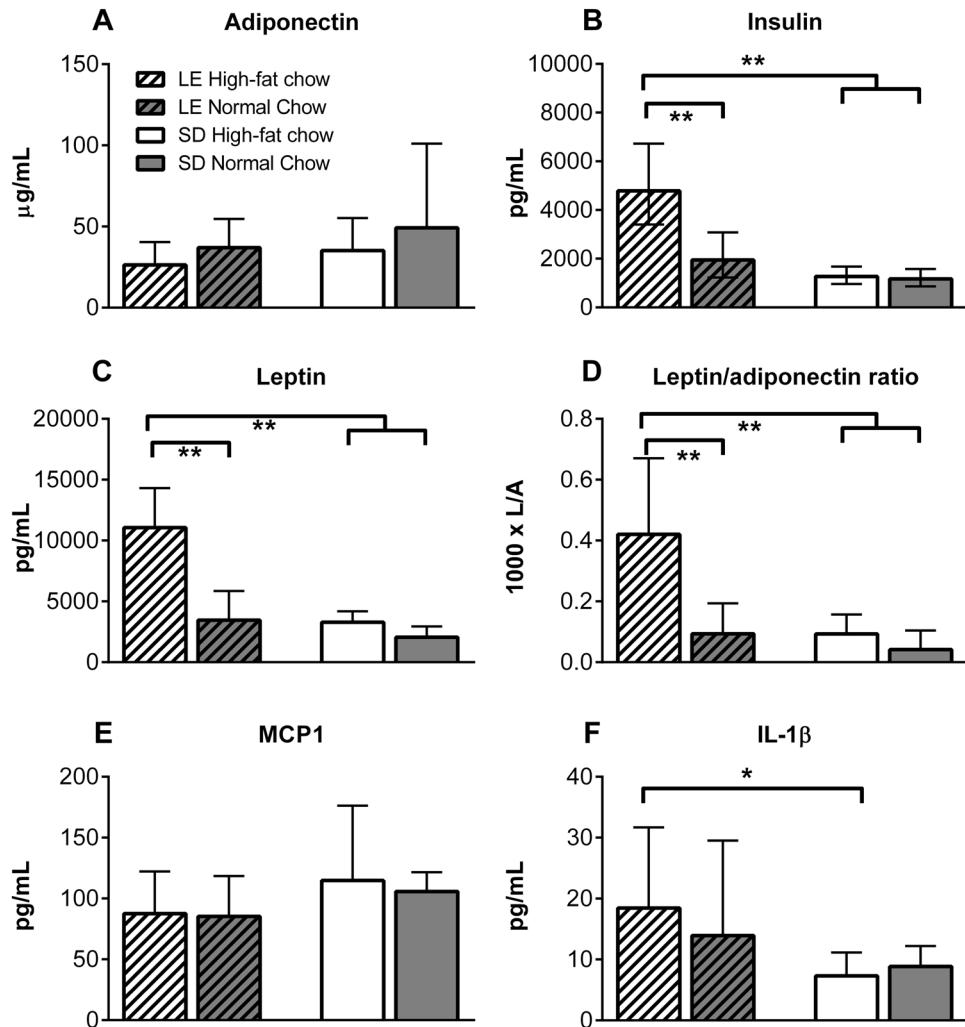 A
Adiponectin
150
100
50
0
μg/mL
LE High-fat chow
LE Normal Chow
SD High-fat chow
SD Normal Chow
B
Insulin
10000
8000
6000
4000
2000
0
pg/mL
**
**
C
Leptin
20000
15000
10000
5000
0
pg/mL
**
**
D
Leptin/adiponectin ratio
0.8
0.6
0.4
0.2
0.0
1000 x L/A
**
**
E
MCP1
200
150
100
50
0
pg/mL
F
IL-1β
40
30
20
10
0
pg/mL
*